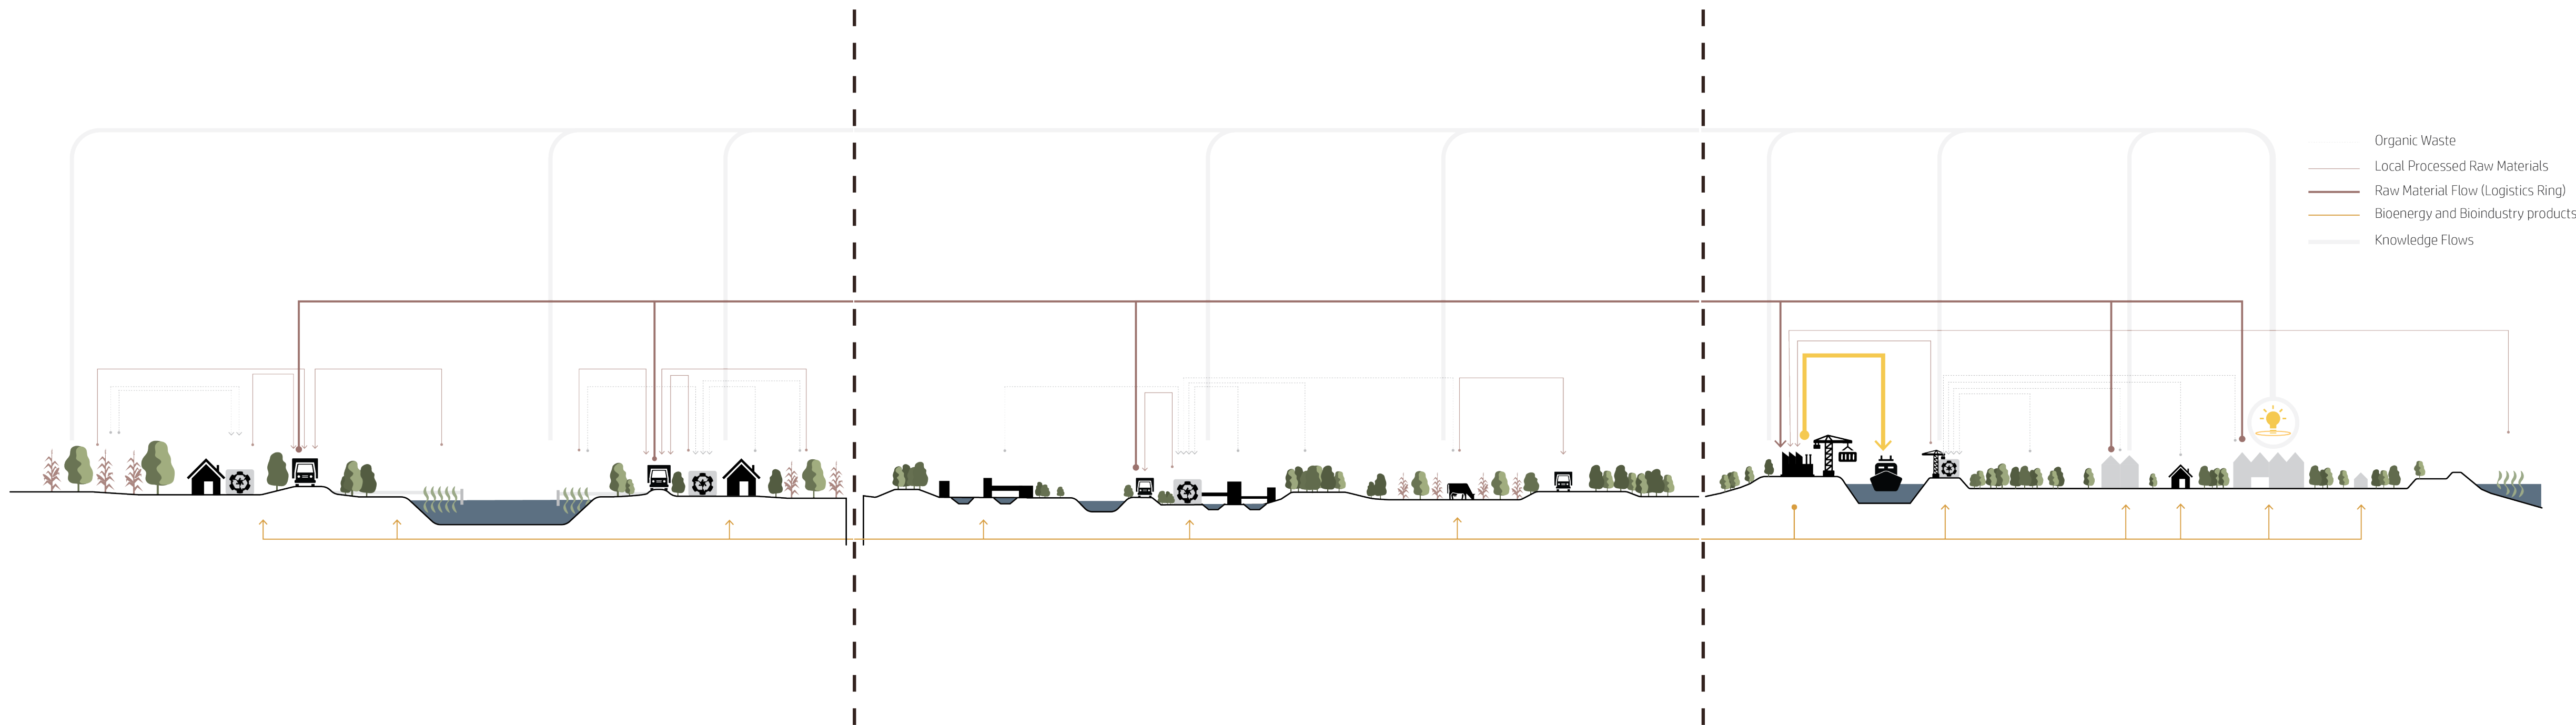 Organic Waste
Local Processed Raw Materials
Raw Material Flow (Logistics Ring)
Bioenergy and Bioindustry products
Knowledge Flows